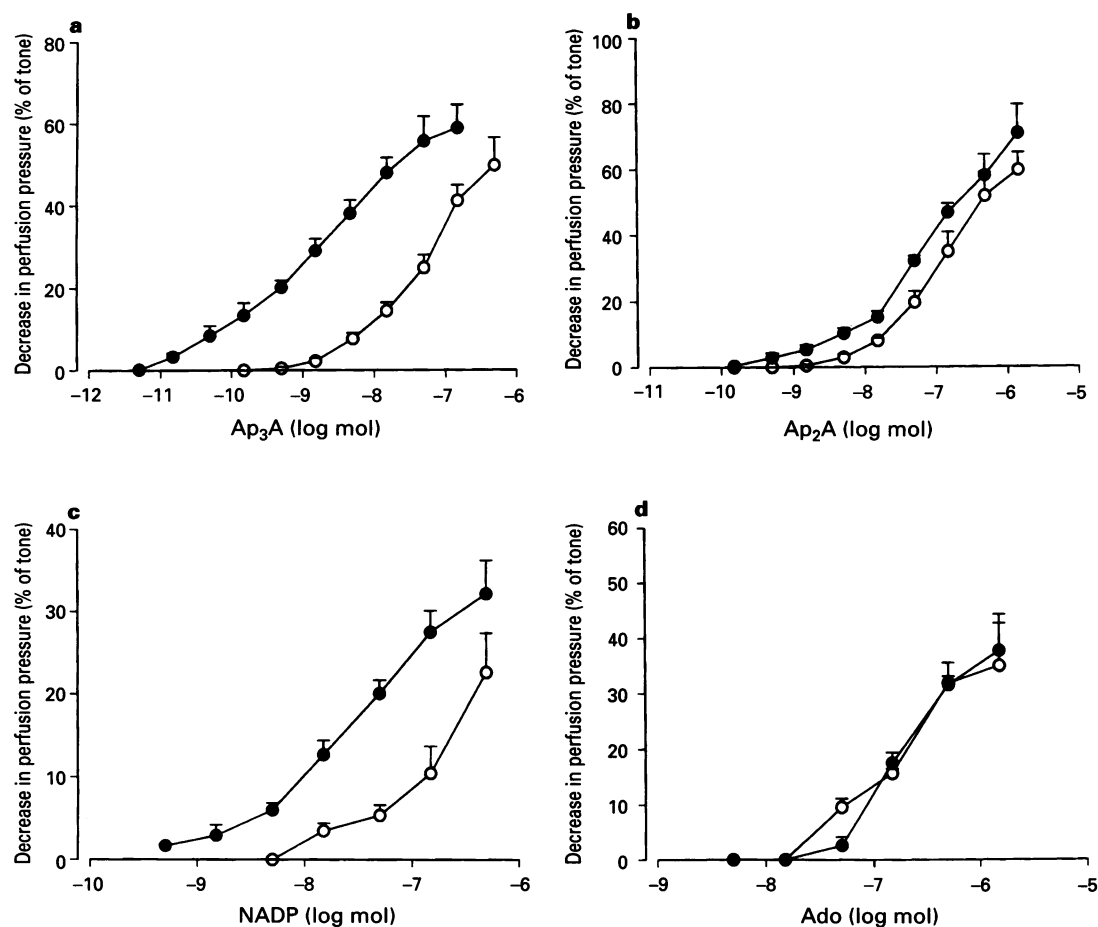 a
Decrease in perfusion pressure (% of tone)
80
60
40
20
0
−12 −11 −10 −9 −8 −7 −6
Ap3A (log mol)
b
Decrease in perfusion pressure (% of tone)
100
80
60
40
20
0
−11 −10 −9 −8 −7 −6 −5
Ap2A (log mol)
c
Decrease in perfusion pressure (% of tone)
40
30
20
10
0
−10 −9 −8 −7 −6
NADP (log mol)
d
Decrease in perfusion pressure (% of tone)
60
50
40
30
20
10
0
−9 −8 −7 −6 −5
Ado (log mol)